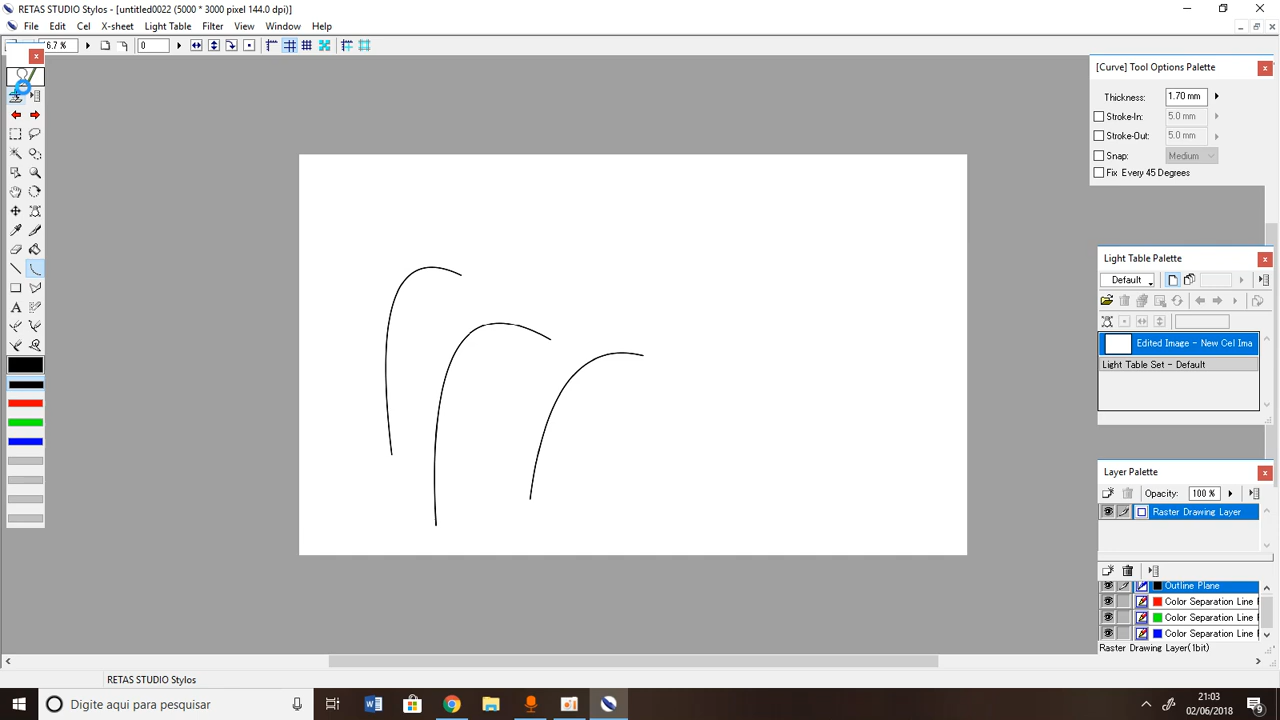 RETAS STUDIO Stylos - [untitled0022 (5000 * 3000 pixel 144.0 dpi)]
File Edit Cel X-sheet Light Table Filter View Window Help
6.7 % 0
[Curve] Tool Options Palette
Thickness: 1.70 mm
Stroke-In: 5.0 mm
Stroke-Out: 5.0 mm
Snap: Medium
Fix Every 45 Degrees
Light Table Palette
Default
Edited Image - New Cel Ima
Light Table Set - Default
Layer Palette
Opacity: 100 %
Raster Drawing Layer
Outline Plane
Color Separation Line
Color Separation Line
Color Separation Line
Raster Drawing Layer(1bit)
RETAS STUDIO Stylos
Digite aqui para pesquisar
21:03
02/06/2018
9